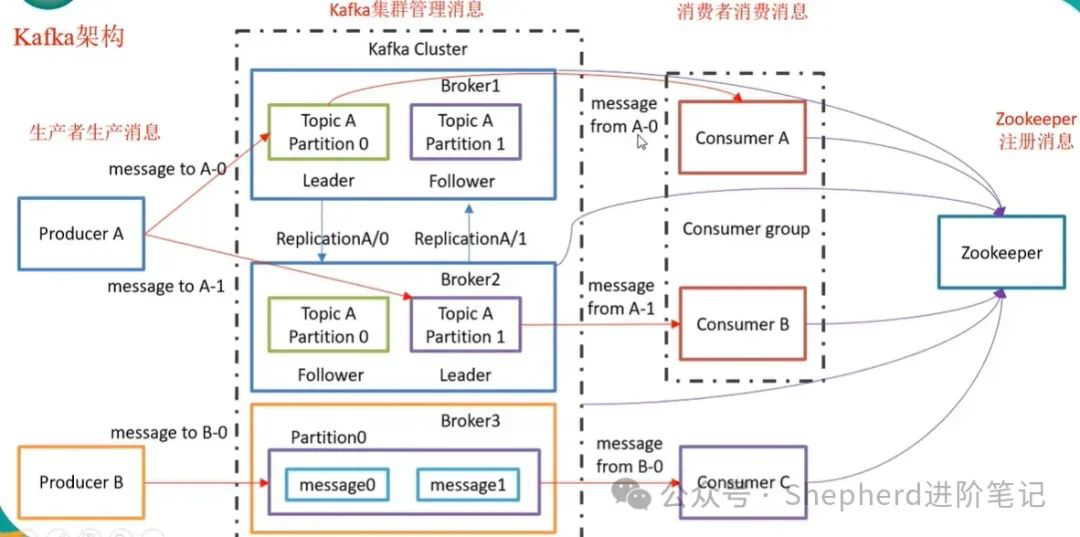 Kafka架构
Kafka集群管理消息
消费者消费消息
Kafka Cluster
生产者生产消息
Zookeeper
注册消息
Broker1
Topic A
Partition 0
Topic A
Partition 1
Leader
Follower
message to A-0
message
from A-0
Consumer A
Producer A
ReplicationA/0
ReplicationA/1
Consumer group
Zookeeper
message to A-1
Broker2
Topic A
Partition 0
Topic A
Partition 1
Follower
Leader
message
from A-1
Consumer B
message to B-0
Broker3
Partition0
message0
message1
message
from B-0
Producer B
Consumer C
公众号 · Shepherd进阶笔记